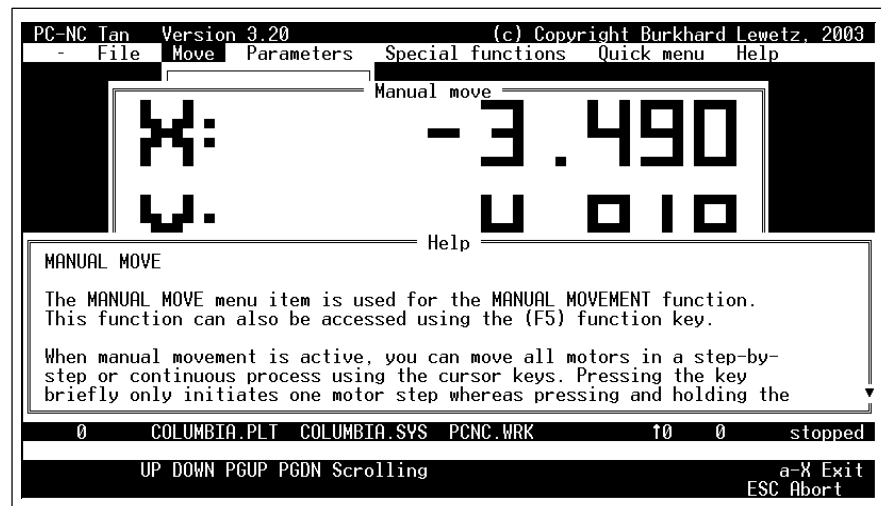 PC-NC Tan Version 3.20 (c) Copyright Burkhard Lewetz, 2003
- File Move Parameters Special functions Quick menu Help
Manual move
X: -3.490
Help
MANUAL MOVE
The MANUAL MOVE menu item is used for the MANUAL MOVEMENT function.
This function can also be accessed using the (F5) function key.
When manual movement is active, you can move all motors in a step-by-
step or continuous process using the cursor keys. Pressing the key
briefly only initiates one motor step whereas pressing and holding the
0 COLUMBIA.PLT COLUMBIA.SYS PCNC.WRK ↑0 0 stopped
UP DOWN PGUP PGDN Scrolling a-X Exit
ESC Abort